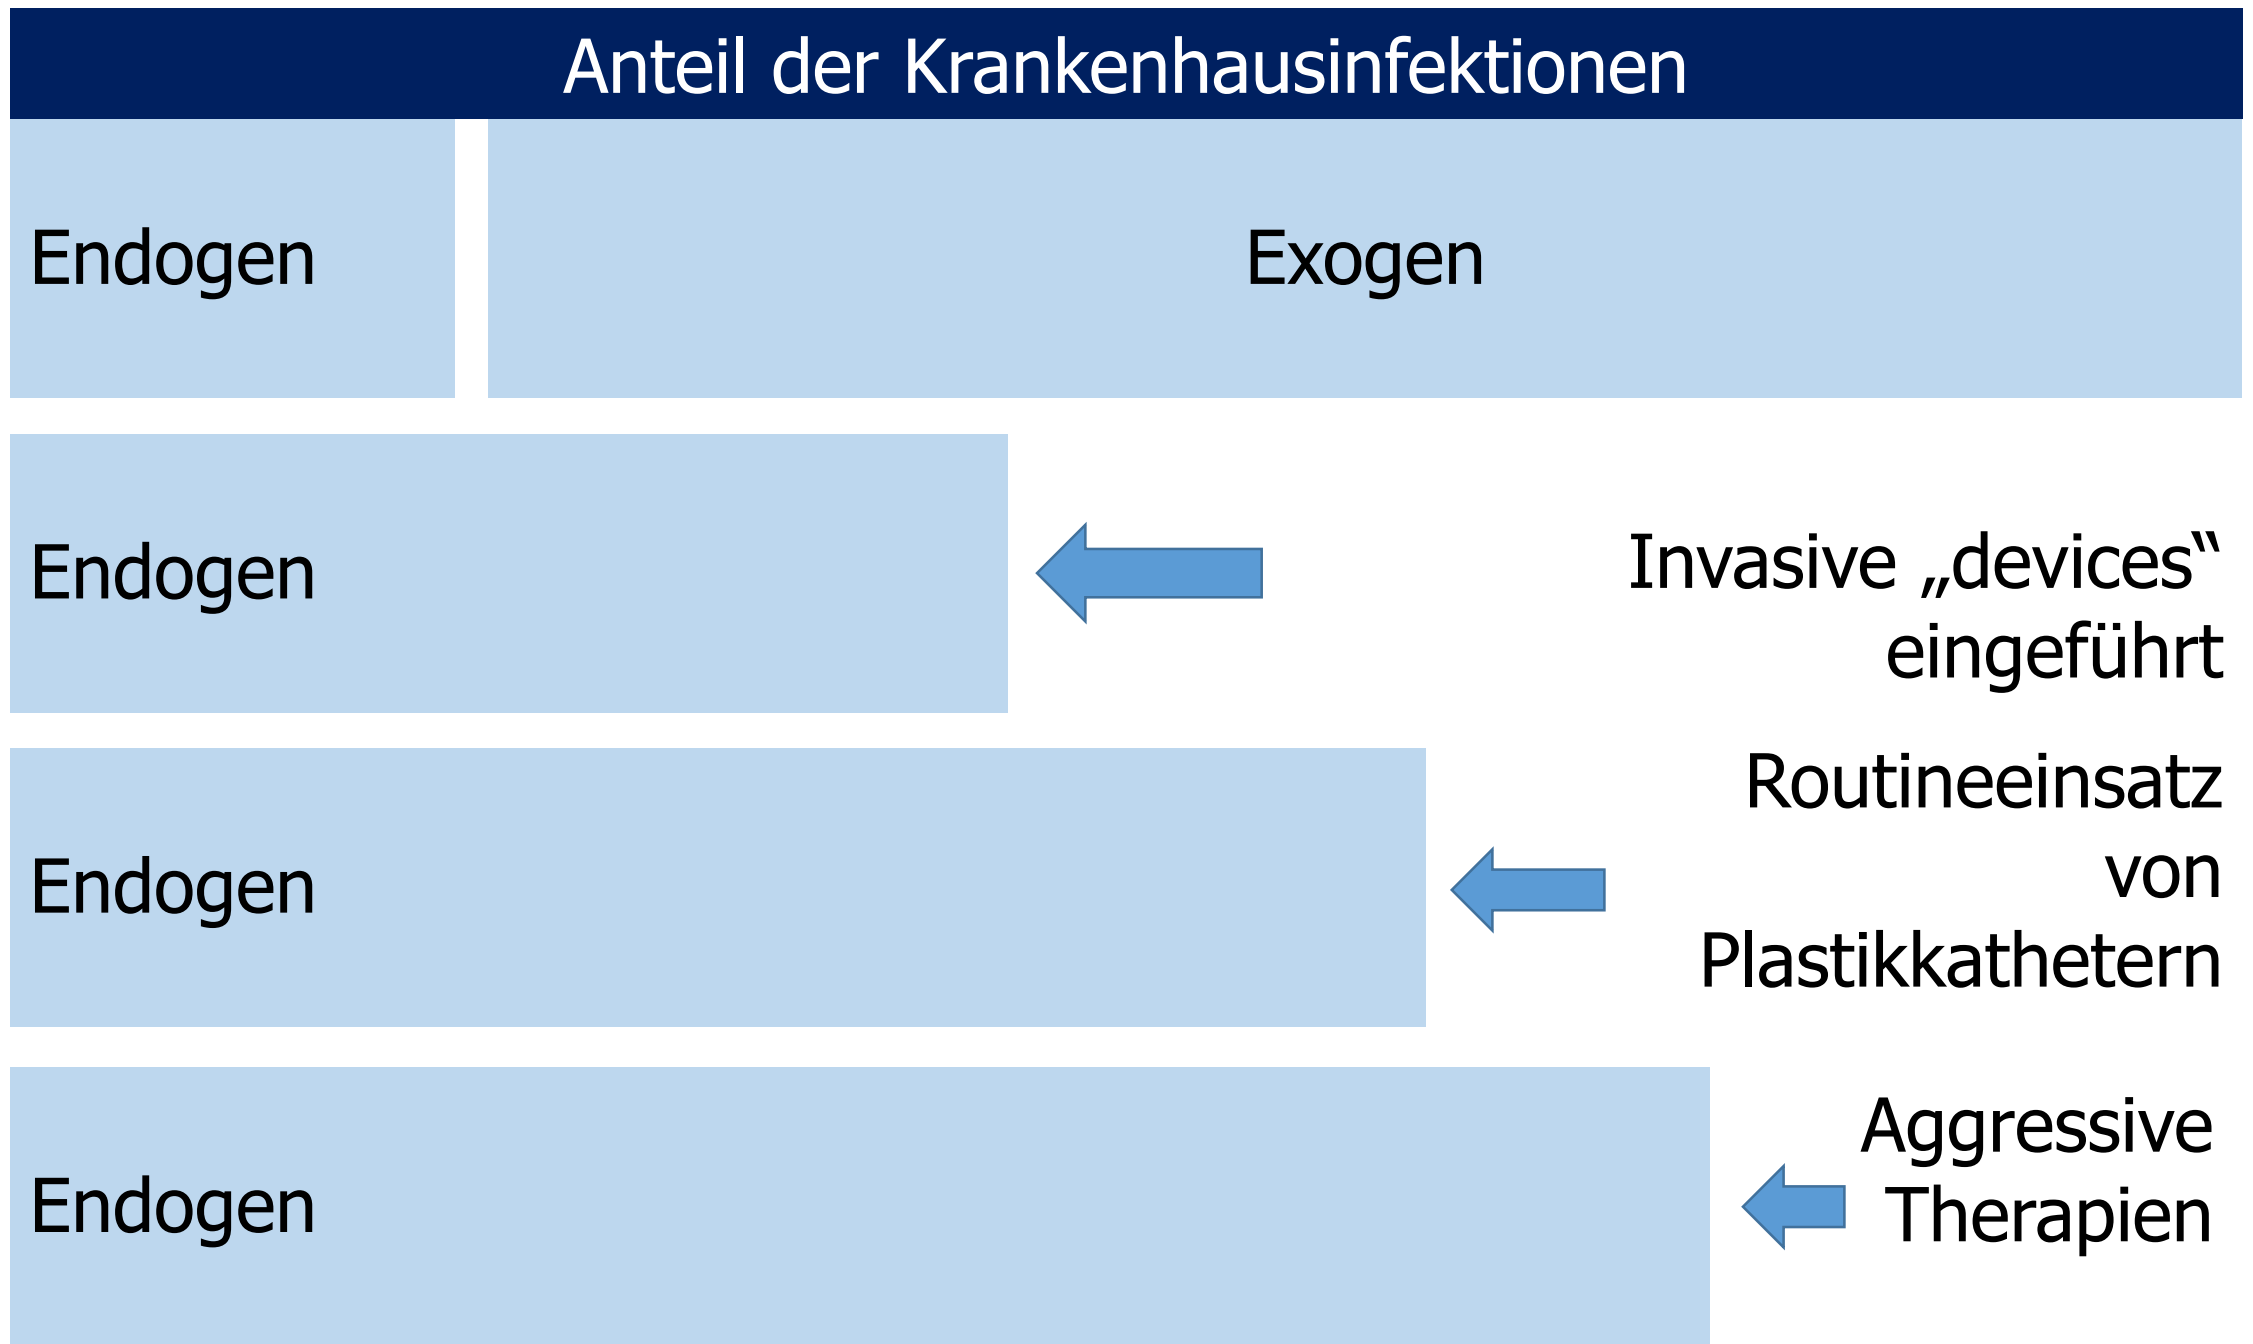 Anteil der Krankenhausinfektionen
Endogen
Exogen
Endogen
Invasive „devices“
eingeführt
Endogen
Routineeinsatz
von
Plastikkathetern
Endogen
Aggressive
Therapien